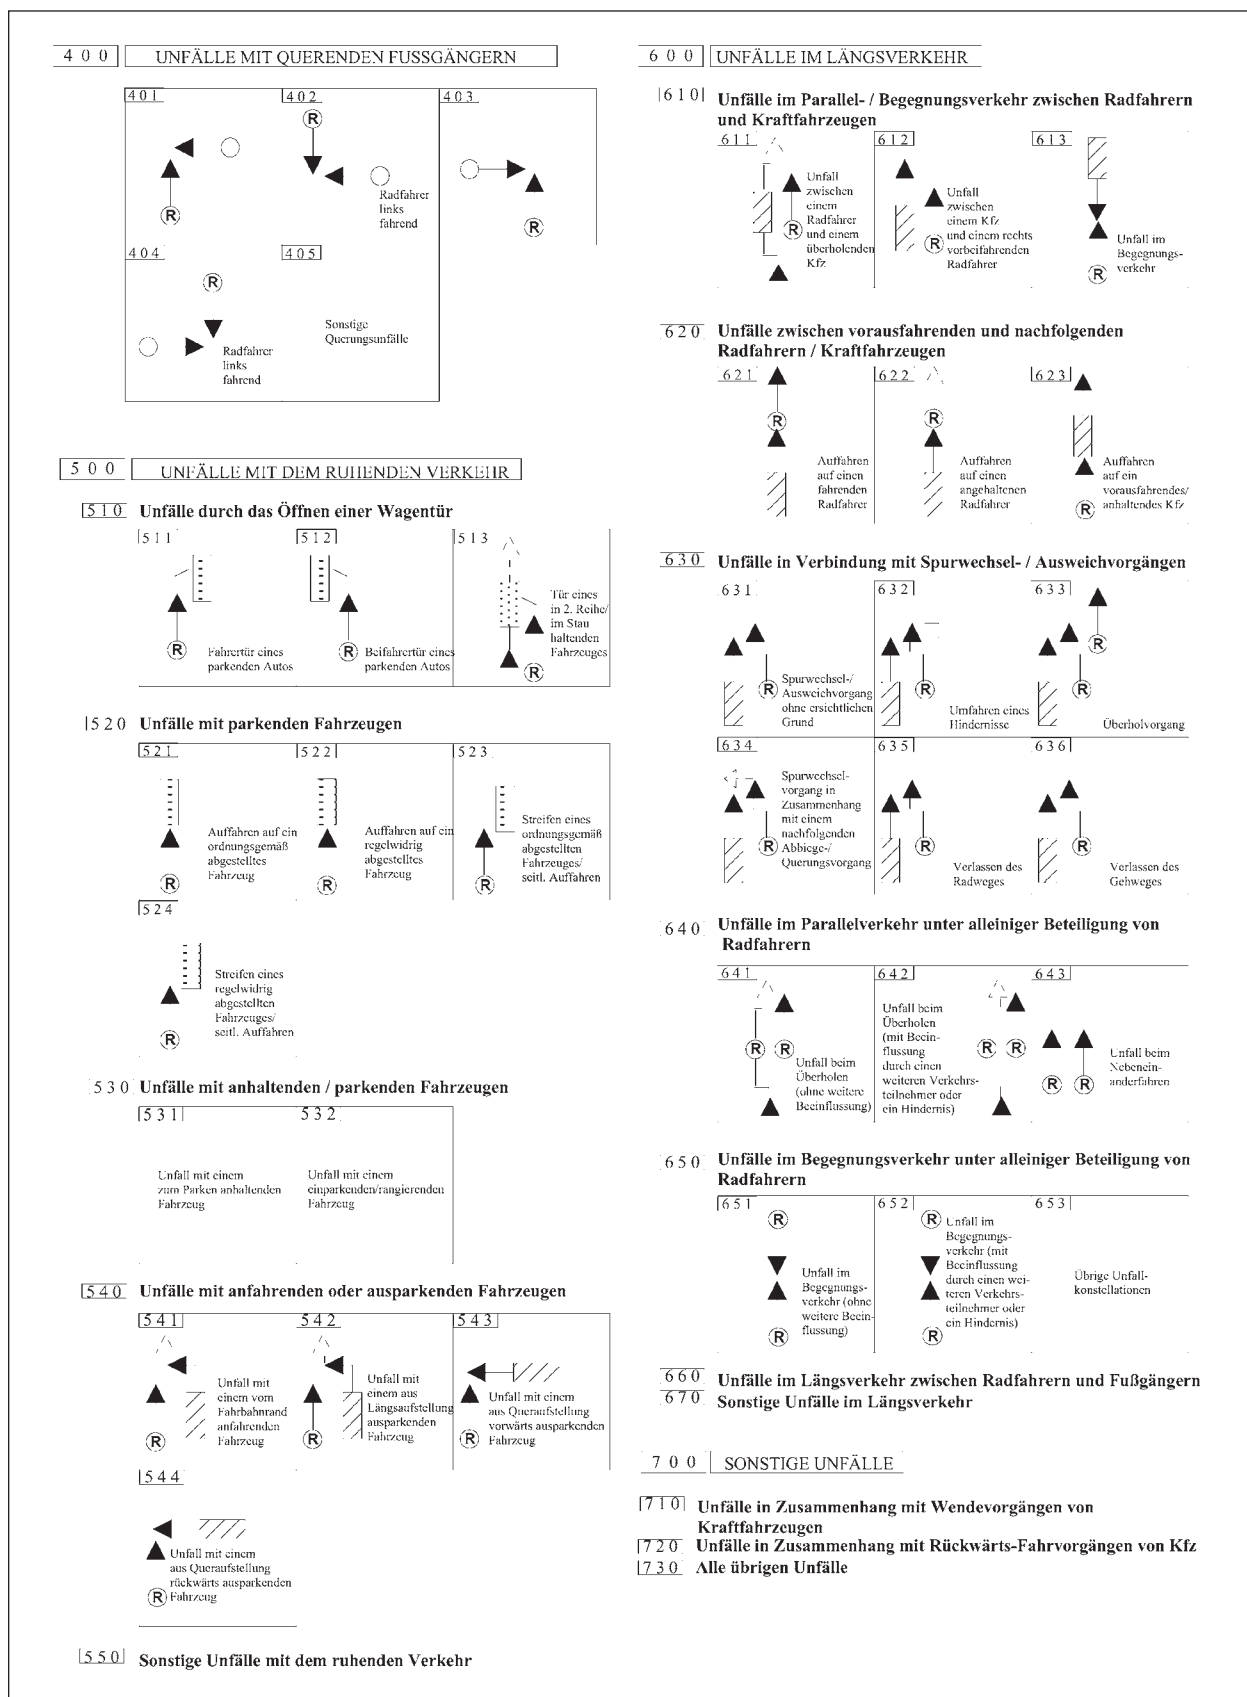 400 UNFÄLLE MIT QUERENDEN FUSSGÄNGERN
401
402
403
R
R
R
Radfahrer
links
fahrend
404
405
R
Radfahrer
links
fahrend
Sonstige
Querungsunfälle
500 UNFÄLLE MIT DEM RUHENDEN VERKEHR
510 Unfälle durch das Öffnen einer Wagentür
511
R
Fahrertür eines
parkenden Autos
512
R
Beifahrertür eines
parkenden Autos
513
R
Tür eines
in 2. Reihe/
im Stau
haltenden
Fahrzeuges
520 Unfälle mit parkenden Fahrzeugen
521
R
Auffahren auf ein
ordnungsgemäß
abgestelltes
Fahrzeug
522
R
Auffahren auf ein
regelwidrig
abgestelltes
Fahrzeug
523
R
Streifen eines
ordnungsgemäß
abgestellten
Fahrzeuges/
seitl. Auffahren
524
R
Streifen eines
regelwidrig
abgestellten
Fahrzeuges/
seitl. Auffahren
530 Unfälle mit anhaltenden / parkenden Fahrzeugen
531
Unfall mit einem
zum Parken anhaltenden
Fahrzeug
532
Unfall mit einem
einparkenden/rangierenden
Fahrzeug
540 Unfälle mit anfahrenden oder ausparkenden Fahrzeugen
541
R
Unfall mit
einem vom
Fahrbahnrand
anfahrenden
Fahrzeug
542
R
Unfall mit
einem aus
Längsaufstellung
ausparkenden
Fahrzeug
543
R
Unfall mit einem
aus Queraufstellung
vorwärts ausparkenden
Fahrzeug
544
R
Unfall mit einem
aus Queraufstellung
rückwärts ausparkenden
Fahrzeug
550 Sonstige Unfälle mit dem ruhenden Verkehr
600 UNFÄLLE IM LÄNGSVERKEHR
610 Unfälle im Parallel- / Begegnungsverkehr zwischen Radfahrern
und Kraftfahrzeugen
611
R
Unfall
zwischen
einem
Radfahrer
und einem
überholenden
Kfz
612
R
Unfall
zwischen
einem Kfz
und einem rechts
vorbeifahrenden
Radfahrer
613
R
Unfall im
Begegnungs-
verkehr
620 Unfälle zwischen vorausfahrenden und nachfolgenden
Radfahrern / Kraftfahrzeugen
621
R
Auffahren
auf einen
fahrenden
Radfahrer
622
R
Auffahren
auf einen
angehaltenen
Radfahrer
623
R
Auffahren
auf ein
vorausfahrendes/
anhaltendes Kfz
630 Unfälle in Verbindung mit Spurwechsel- / Ausweichvorgängen
631
R
Spurwechsel-/
Ausweichvorgang
ohne ersichtlichen
Grund
632
R
Umfahren eines
Hindernisse
633
R
R
Überholvorgang
634
R
Spurwechsel-
vorgang in
Zusammenhang
mit einem
nachfolgenden
Abbiege-/
Querungsvorgang
635
R
Verlassen des
Radweges
636
R
Verlassen des
Gehweges
640 Unfälle im Parallelverkehr unter alleiniger Beteiligung von
Radfahrern
641
R
R
Unfall beim
Überholen
(ohne weitere
Beeinflussung)
642
Unfall beim
Überholen
(mit Beein-
flussung
durch einen
weiteren Verkehrs-
teilnehmer oder
ein Hindernis)
R
R
643
R
R
Unfall beim
Nebenein-
anderfahren
650 Unfälle im Begegnungsverkehr unter alleiniger Beteiligung von
Radfahrern
651
R
R
Unfall im
Begegnungs-
verkehr (ohne
weitere Beein-
flussung)
652
R
R
Unfall im
Begegnungs-
verkehr (mit
Beeinflussung
durch einen wei-
teren Verkehrs-
teilnehmer oder
ein Hindernis)
653
Übrige Unfall-
konstellationen
660 Unfälle im Längsverkehr zwischen Radfahrern und Fußgängern
670 Sonstige Unfälle im Längsverkehr
700 SONSTIGE UNFÄLLE
710 Unfälle in Zusammenhang mit Wendevorgängen von
Kraftfahrzeugen
720 Unfälle in Zusammenhang mit Rückwärts-Fahrvorgängen von Kfz
730 Alle übrigen Unfälle